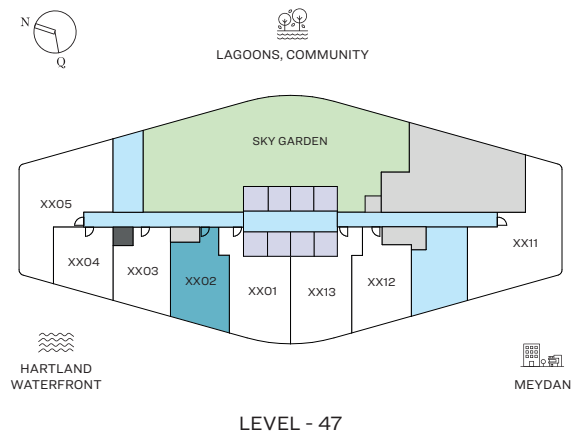 N
Q
LAGOONS, COMMUNITY
SKY GARDEN
XX05
XX04
XX03
XX02
XX01
XX13
XX12
XX11
HARTLAND
WATERFRONT
MEYDAN
LEVEL - 47